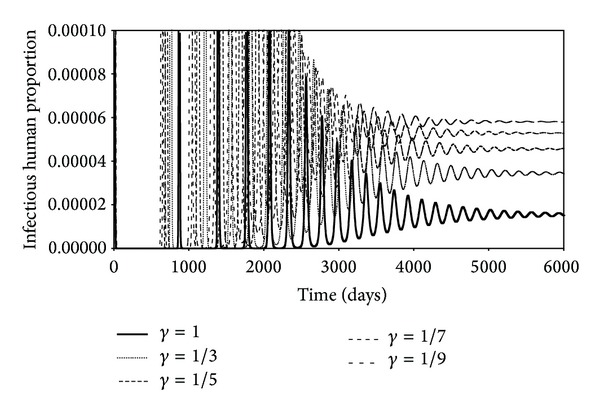 Infectious human proportion
0.00010
0.00008
0.00006
0.00004
0.00002
0.00000
0 1000 2000 3000 4000 5000 6000
Time (days)
γ = 1
γ = 1/3
γ = 1/5
γ = 1/7
γ = 1/9